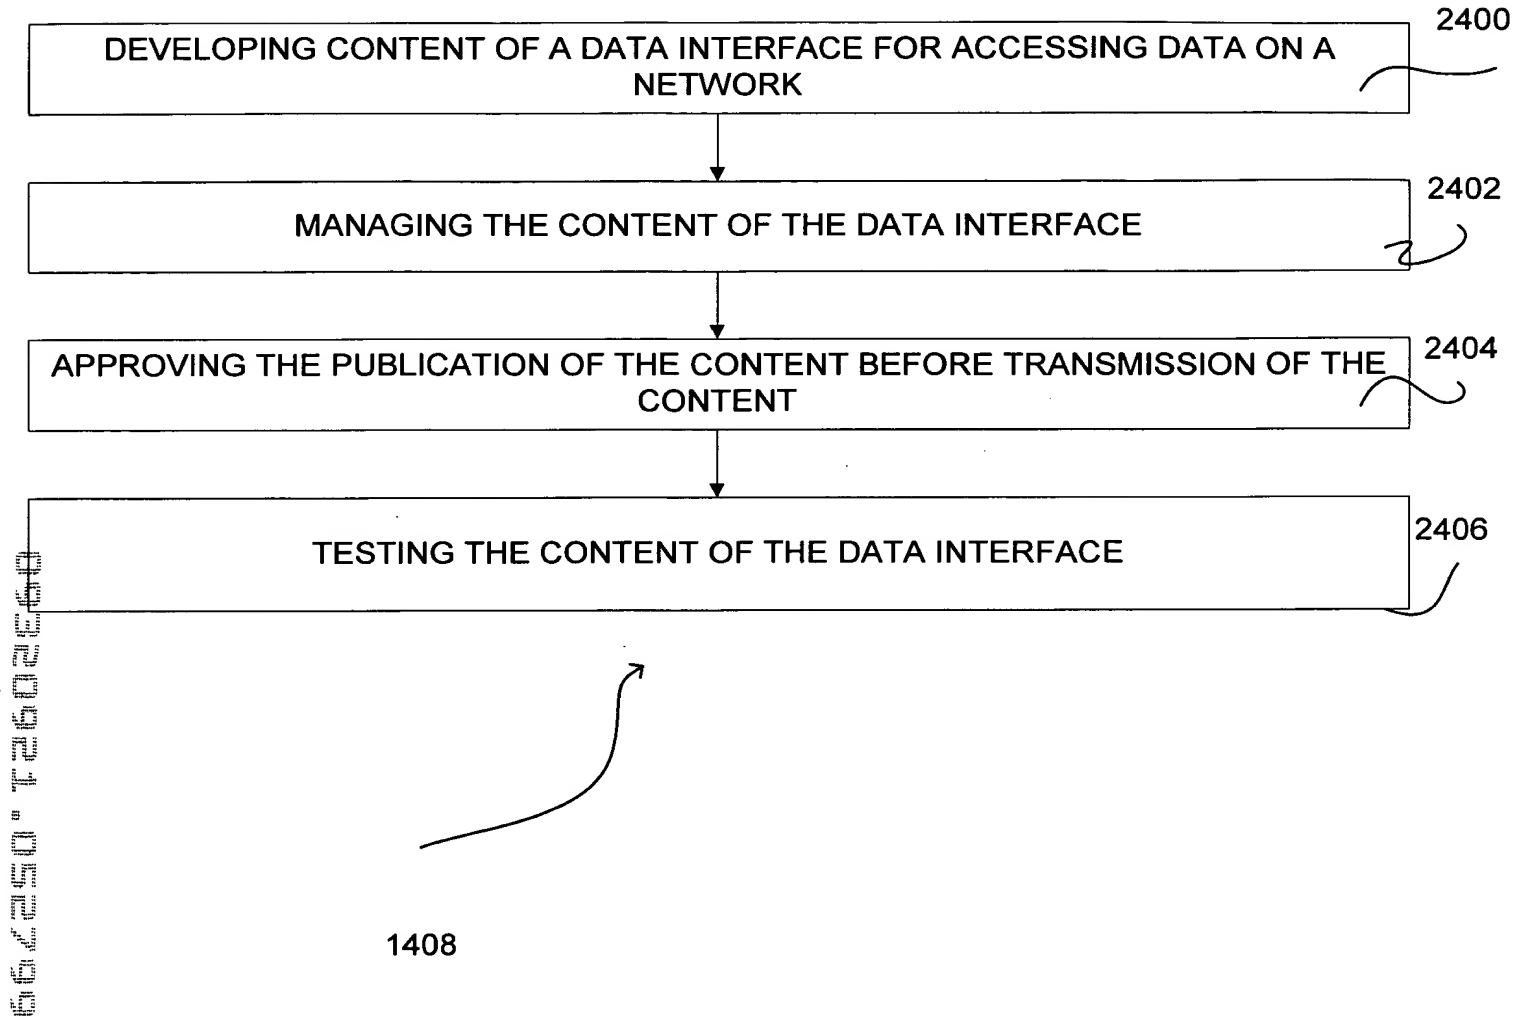 2400
DEVELOPING CONTENT OF A DATA INTERFACE FOR ACCESSING DATA ON A
NETWORK
2402
MANAGING THE CONTENT OF THE DATA INTERFACE
2404
APPROVING THE PUBLICATION OF THE CONTENT BEFORE TRANSMISSION OF THE
CONTENT
2406
TESTING THE CONTENT OF THE DATA INTERFACE
1408
09320921.052799